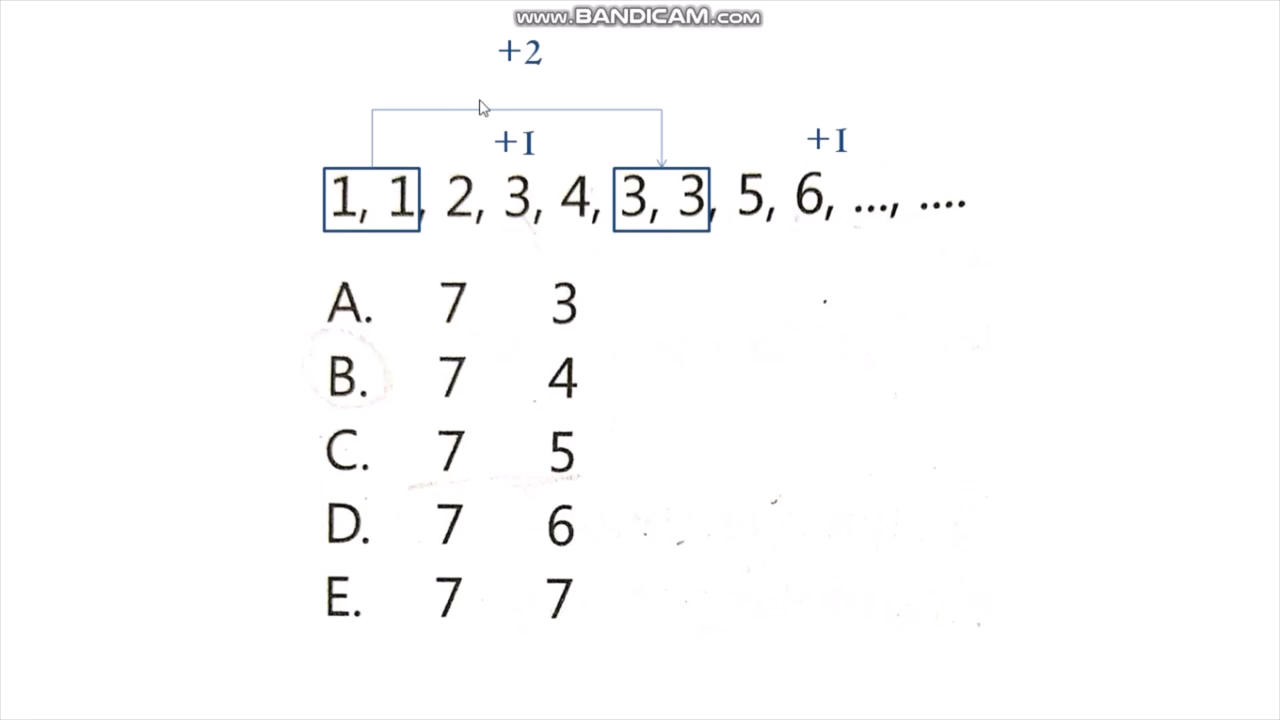 www.BANDICAM.com
+2
+1 +1
1, 1, 2, 3, 4, 3, 3, 5, 6, ..., ....
A. 7 3
B. 7 4
C. 7 5
D. 7 6
E. 7 7